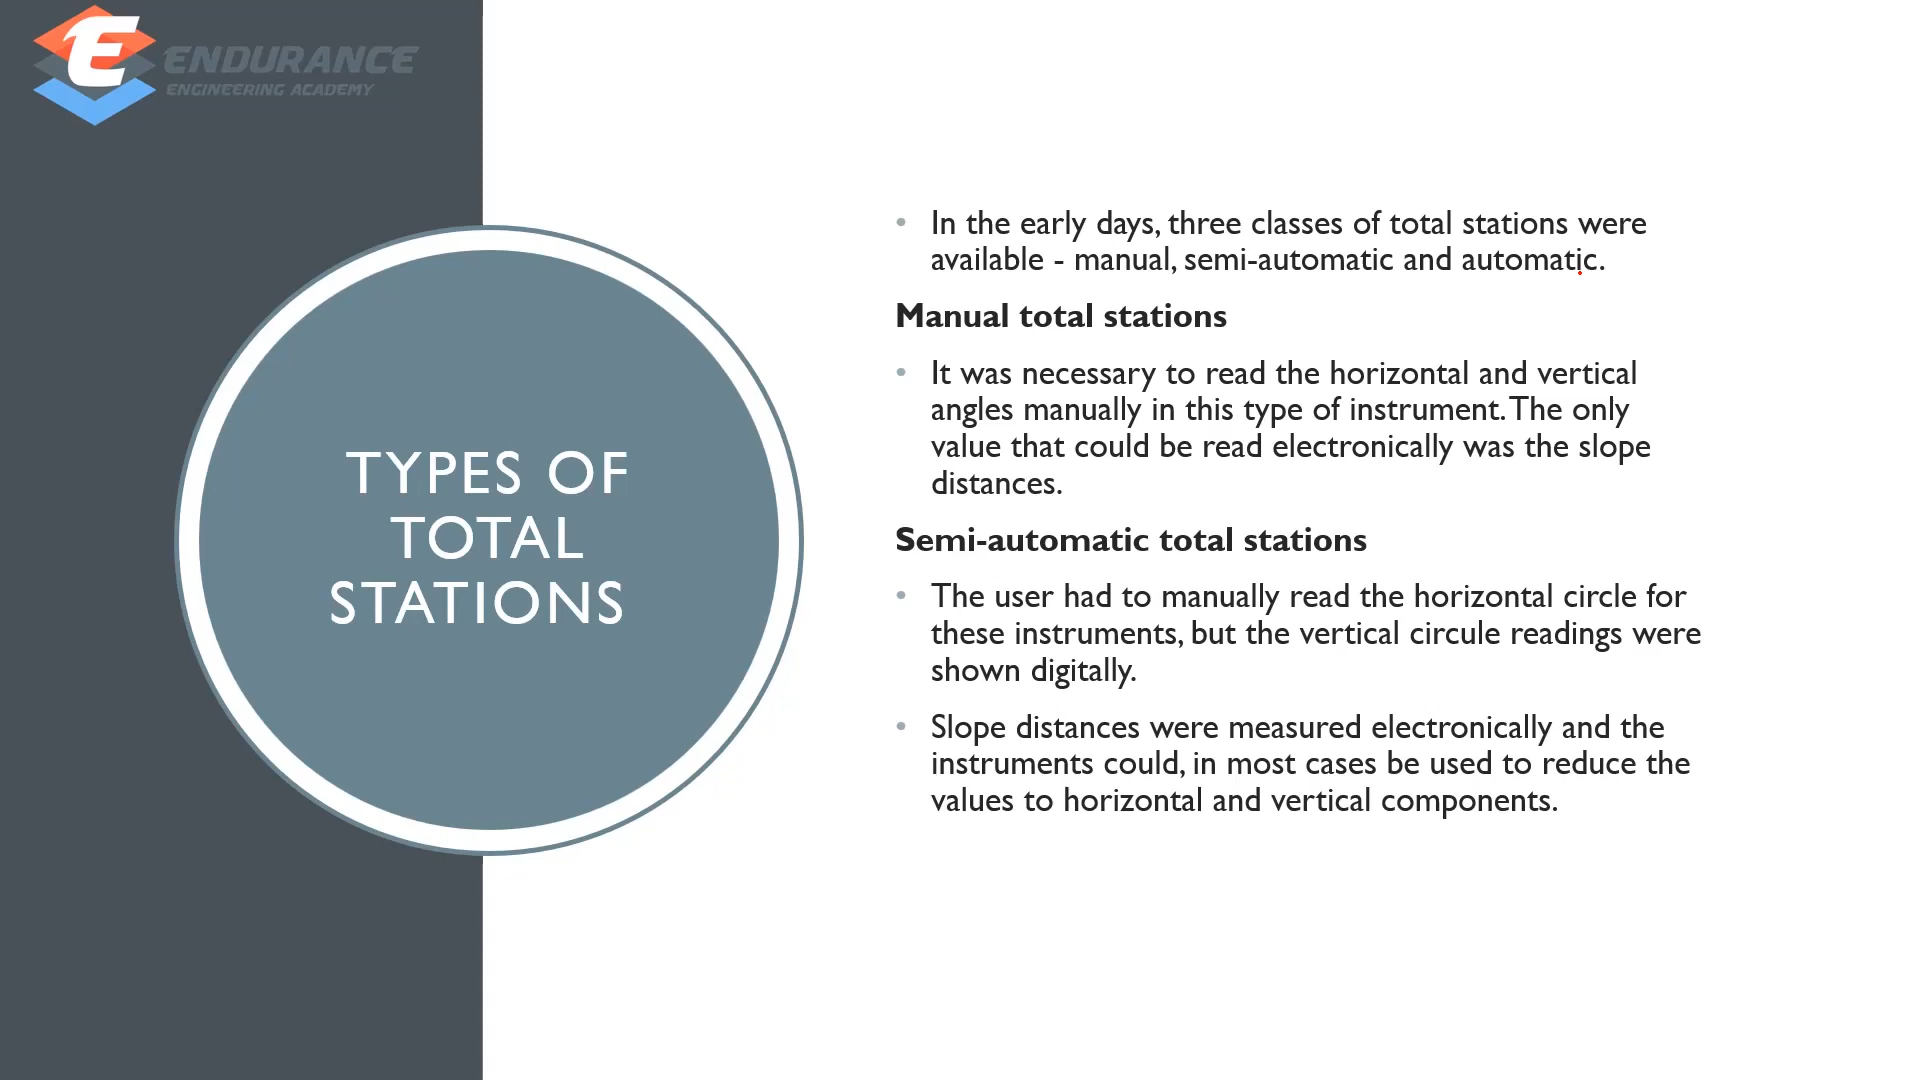 E ENDURANCE
ENGINEERING ACADEMY
TYPES OF
TOTAL
STATIONS
• In the early days, three classes of total stations were
available - manual, semi-automatic and automatic.
Manual total stations
• It was necessary to read the horizontal and vertical
angles manually in this type of instrument. The only
value that could be read electronically was the slope
distances.
Semi-automatic total stations
• The user had to manually read the horizontal circle for
these instruments, but the vertical circule readings were
shown digitally.
• Slope distances were measured electronically and the
instruments could, in most cases be used to reduce the
values to horizontal and vertical components.